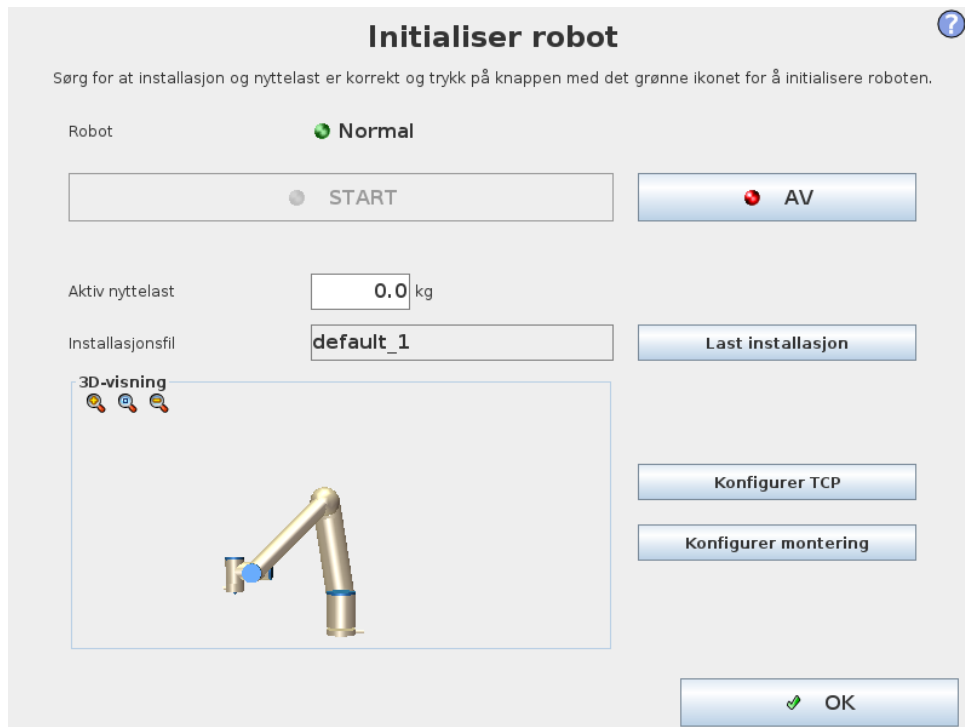 Initialiser robot
?
Sørg for at installasjon og nyttelast er korrekt og trykk på knappen med det grønne ikonet for å initialisere roboten.
Robot Normal
START AV
Aktiv nyttelast 0.0 kg
Installasjonsfil default_1 Last installasjon
3D-visning
Konfigurer TCP
Konfigurer montering
OK